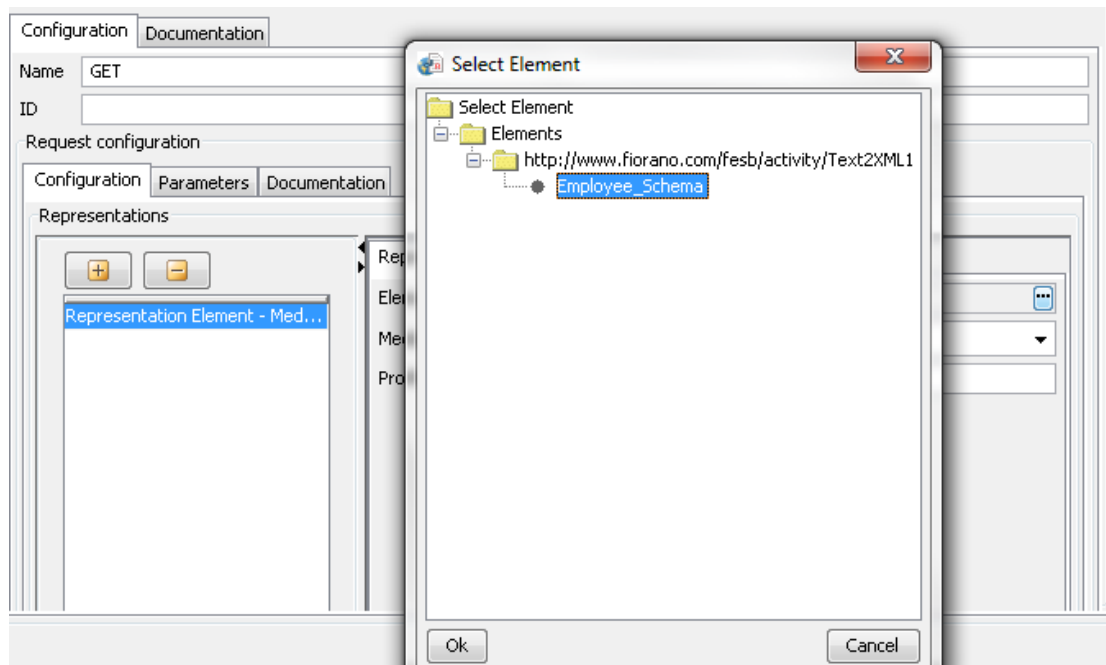 Configuration Documentation
Name GET
ID
Request configuration
Configuration Parameters Documentation
Representations
Representation Element - Med...
Rep
Ele
Me
Pro
Select Element
Select Element
Elements
http://www.fiorano.com/fesb/activity/Text2XML1
Employee_Schema
Ok Cancel